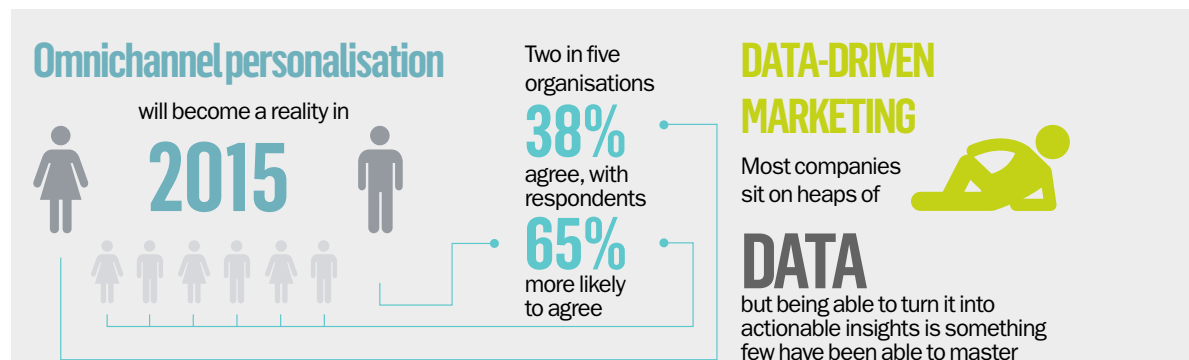 Omnichannel personalisation
will become a reality in
2015
Two in five
organisations
38%
agree, with
respondents
65%
more likely
to agree
DATA-DRIVEN
MARKETING
Most companies
sit on heaps of
DATA
but being able to turn it into
actionable insights is something
few have been able to master